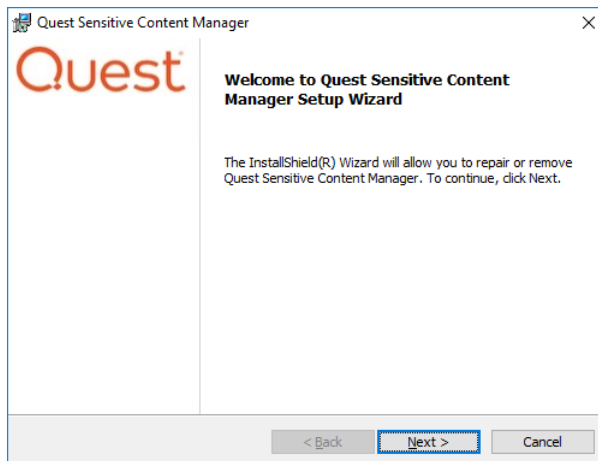 Quest Sensitive Content Manager
Quest
Welcome to Quest Sensitive Content
Manager Setup Wizard
The InstallShield(R) Wizard will allow you to repair or remove
Quest Sensitive Content Manager. To continue, click Next.
< Back
Next >
Cancel